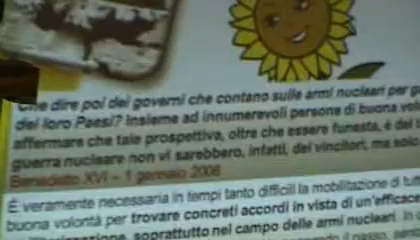 Che dire poi dei governi che contano sulle armi nucleari per
dei loro Paesi? Insieme ad innumerevoli persone di buona
affermare che tale prospettiva, oltre che essere funesta, è del
guerra nucleare non vi sarebbero, infatti, dei vincitori, ma solo
Benedetto XVI - 1 gennaio 2006
È veramente necessaria in tempi tanto difficili la mobilitazione di
buona volontà per trovare concreti accordi in vista di un'efficace
soprattutto nel campo delle armi nucleari. In